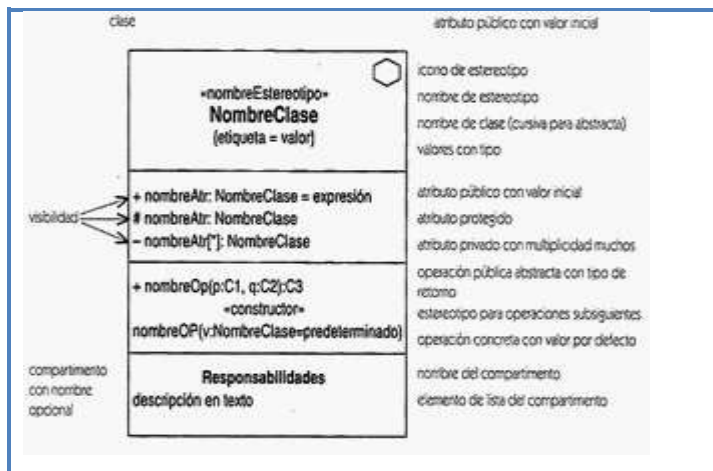 clase
atributo público con valor inicial
icono de estereotipo
«nombreEstereotipo»
nombre de estereotipo
NombreClase
nombre de clase (cursiva para abstracta)
{etiqueta = valor}
valores con tipo
+ nombreAtr: NombreClase = expresión
atributo público con valor inicial
visibilidad
# nombreAtr: NombreClase
atributo protegido
– nombreAtr[*]: NombreClase
atributo privado con multiplicidad muchos
+ nombreOp(p:C1, q:C2):C3
operación pública abstracta con tipo de
retorno
«constructor»
estereotipo para operaciones subsiguientes
nombreOP(v:NombreClase=predeterminado)
operación concreta con valor por defecto
compartimento
con nombre
opcional
Responsabilidades
nombre del compartimento
descripción en texto
elemento de lista del compartimento